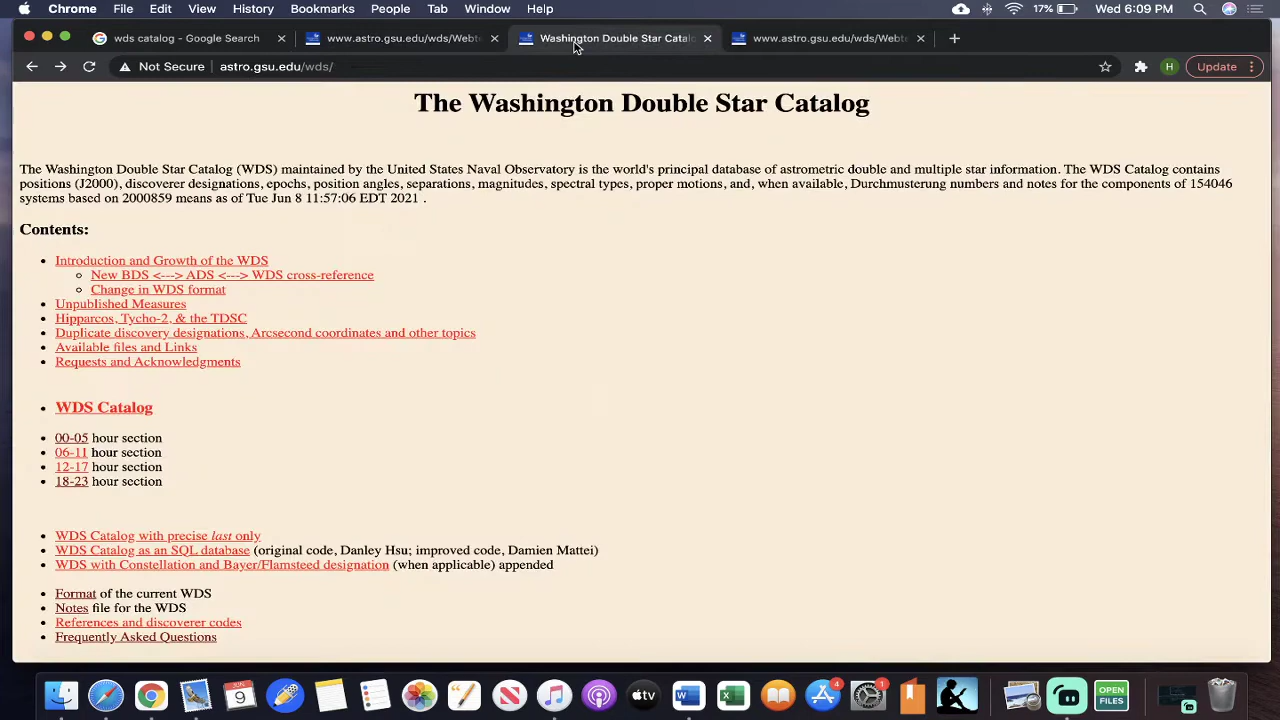 Chrome File Edit View History Bookmarks People Tab Window Help 17% Wed 6:09 PM
wds catalog - Google Search www.astro.gsu.edu/wds/Webte Washington Double Star Catalo www.astro.gsu.edu/wds/Webte
Not Secure astro.gsu.edu/wds/ H Update
The Washington Double Star Catalog
The Washington Double Star Catalog (WDS) maintained by the United States Naval Observatory is the world's principal database of astrometric double and multiple star information. The WDS Catalog contains
positions (J2000), discoverer designations, epochs, position angles, separations, magnitudes, spectral types, proper motions, and, when available, Durchmusterung numbers and notes for the components of 154046
systems based on 2000859 means as of Tue Jun 8 11:57:06 EDT 2021 .
Contents:
Introduction and Growth of the WDS
New BDS <---> ADS <---> WDS cross-reference
Change in WDS format
Unpublished Measures
Hipparcos, Tycho-2, & the TDSC
Duplicate discovery designations, Arcsecond coordinates and other topics
Available files and Links
Requests and Acknowledgments
WDS Catalog
00-05 hour section
06-11 hour section
12-17 hour section
18-23 hour section
WDS Catalog with precise last only
WDS Catalog as an SQL database (original code, Danley Hsu; improved code, Damien Mattei)
WDS with Constellation and Bayer/Flamsteed designation (when applicable) appended
Format of the current WDS
Notes file for the WDS
References and discoverer codes
Frequently Asked Questions
JUN 9 tv W X 4 1 OPEN FILES